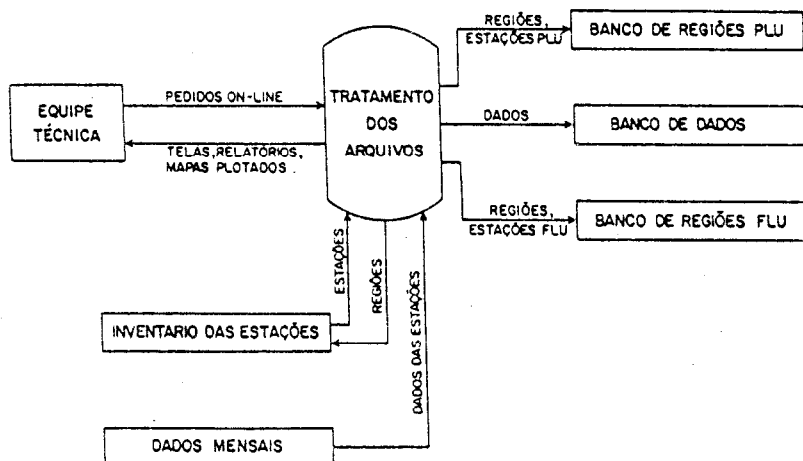 REGIÕES,
ESTAÇÕES PLU
BANCO DE REGIÕES PLU
EQUIPE
TÉCNICA
PEDIDOS ON-LINE
TELAS, RELATÓRIOS,
MAPAS PLOTADOS.
TRATAMENTO
DOS
ARQUIVOS
DADOS
BANCO DE DADOS
REGIÕES,
ESTAÇÕES FLU
BANCO DE REGIÕES FLU
ESTAÇÕES
REGIÕES
DADOS DAS ESTAÇÕES
INVENTARIO DAS ESTAÇÕES
DADOS MENSAIS